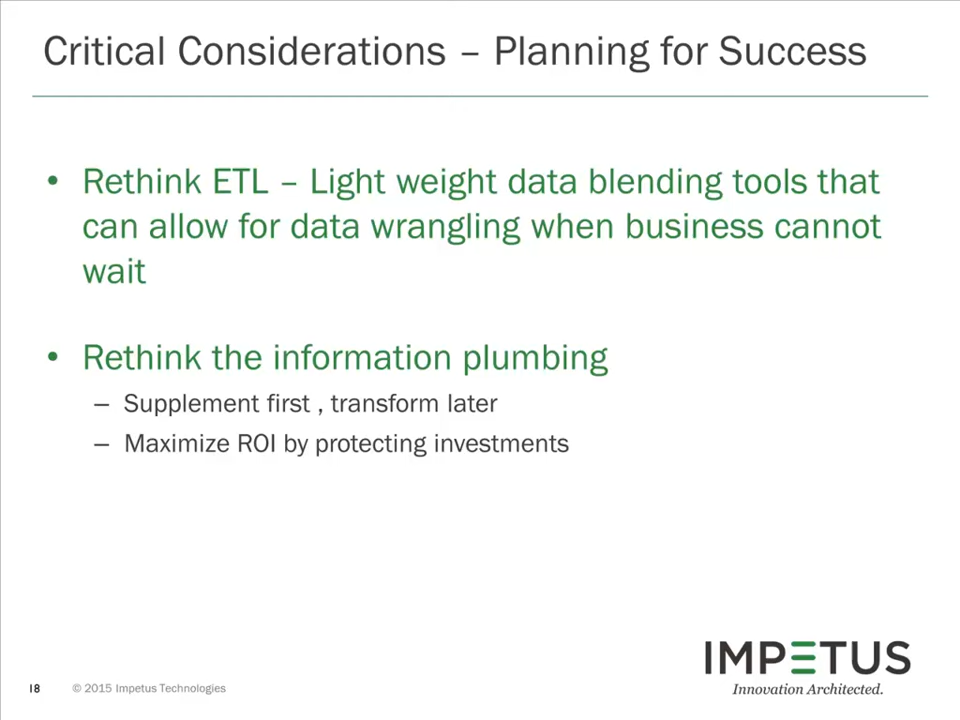 Critical Considerations – Planning for Success
• Rethink ETL – Light weight data blending tools that
can allow for data wrangling when business cannot
wait
• Rethink the information plumbing
– Supplement first , transform later
– Maximize ROI by protecting investments
IMPETUS
Innovation Architected.
18 © 2015 Impetus Technologies